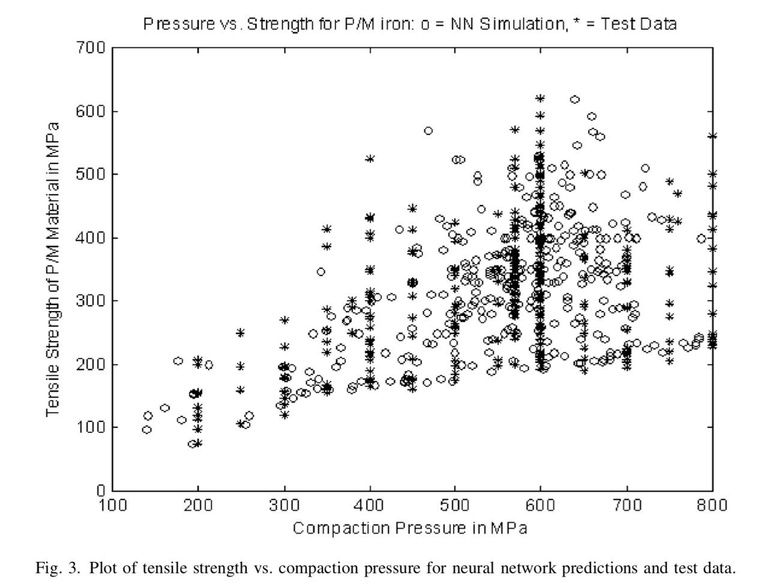 Pressure vs. Strength for P/M iron: o = NN Simulation, * = Test Data
700
600
500
400
300
200
100
0
Tensile Strength of P/M Material in MPa
100 200 300 400 500 600 700 800
Compaction Pressure in MPa
Fig. 3. Plot of tensile strength vs. compaction pressure for neural network predictions and test data.